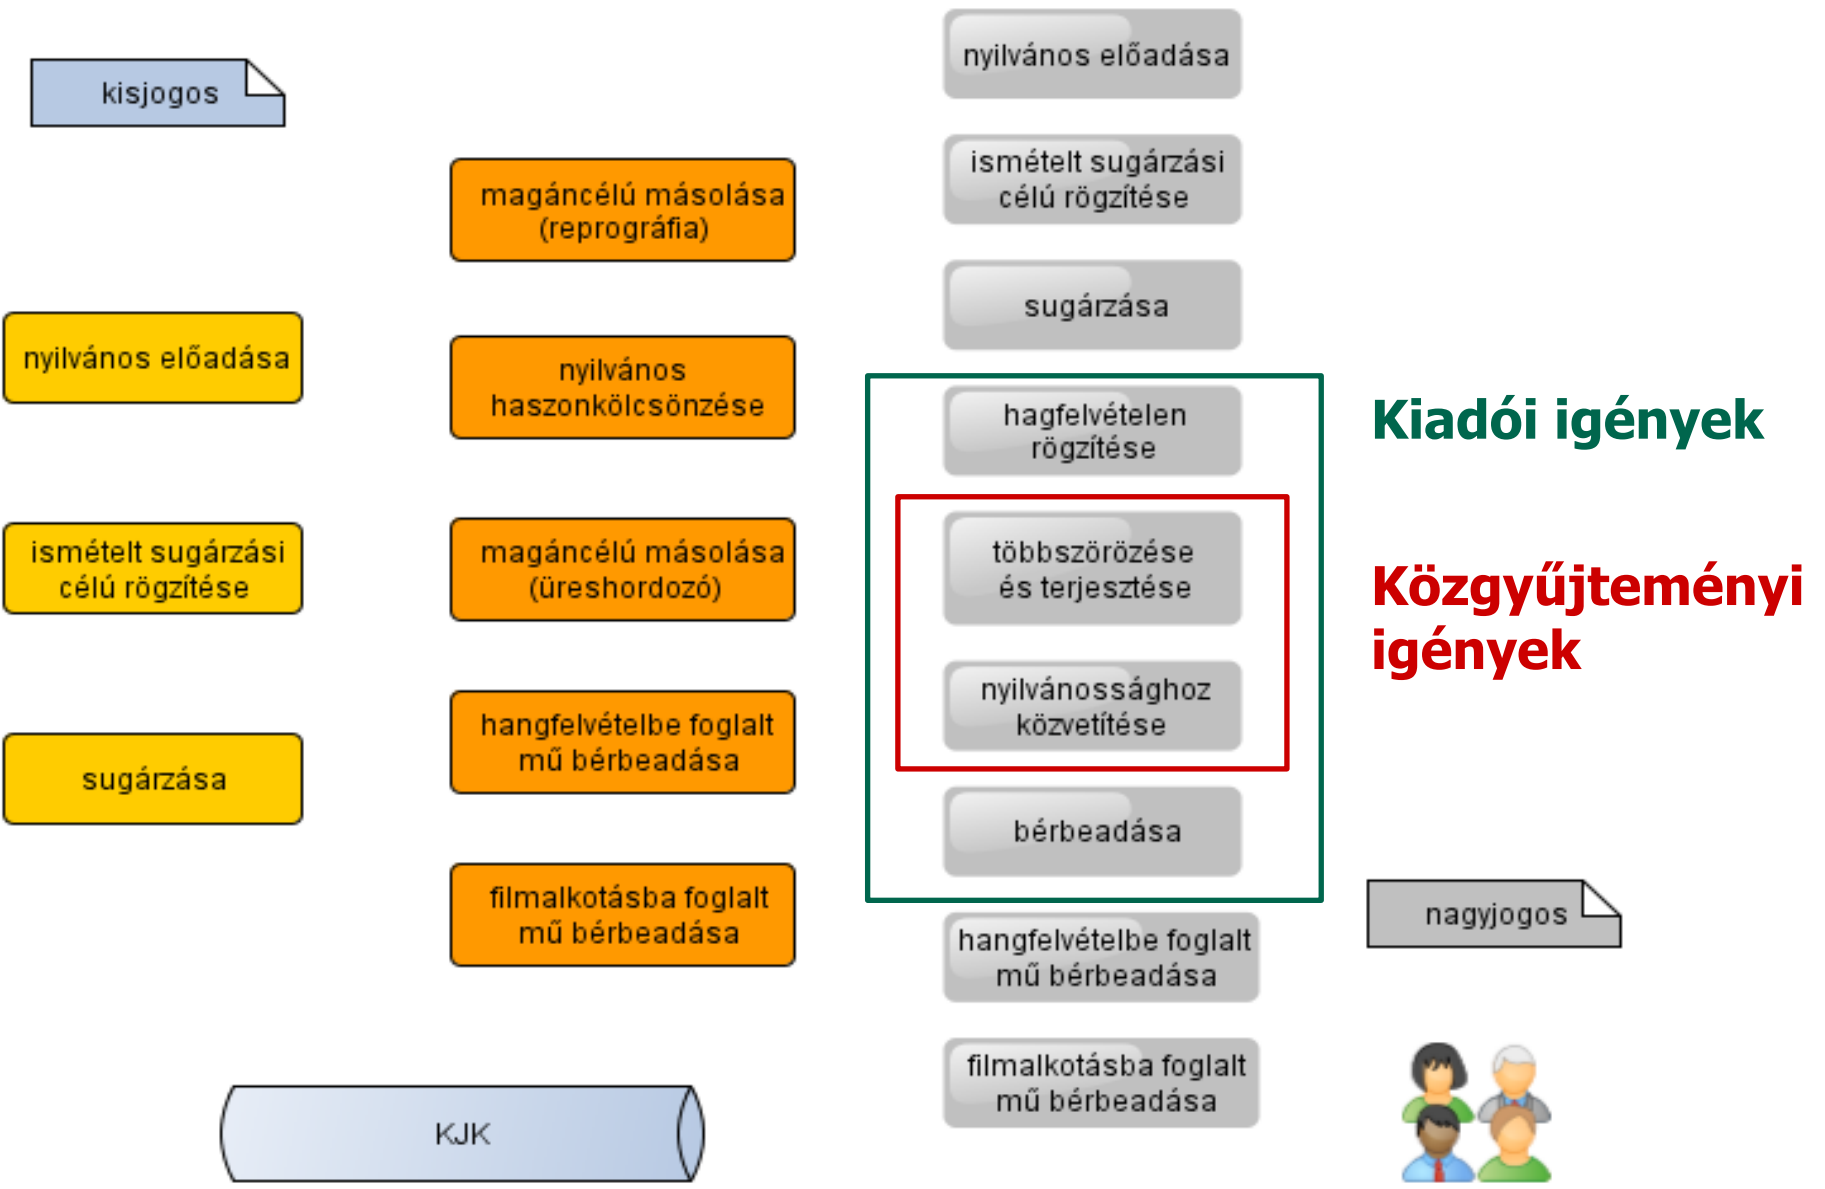 kisjogos
nyilvános előadása
ismételt sugárzási
célú rögzítése
sugárzása
magáncélú másolása
(reprográfia)
nyilvános
haszonkölcsönzése
magáncélú másolása
(üreshordozó)
hangfelvételbe foglalt
mű bérbeadása
filmalkotásba foglalt
mű bérbeadása
KJK
nyilvános előadása
ismételt sugárzási
célú rögzítése
sugárzása
hagfelvételen
rögzítése
többszörözése
és terjesztése
nyilvánossághoz
közvetítése
bérbeadása
hangfelvételbe foglalt
mű bérbeadása
filmalkotásba foglalt
mű bérbeadása
Kiadói igények
Közgyűjteményi
igények
nagyjogos